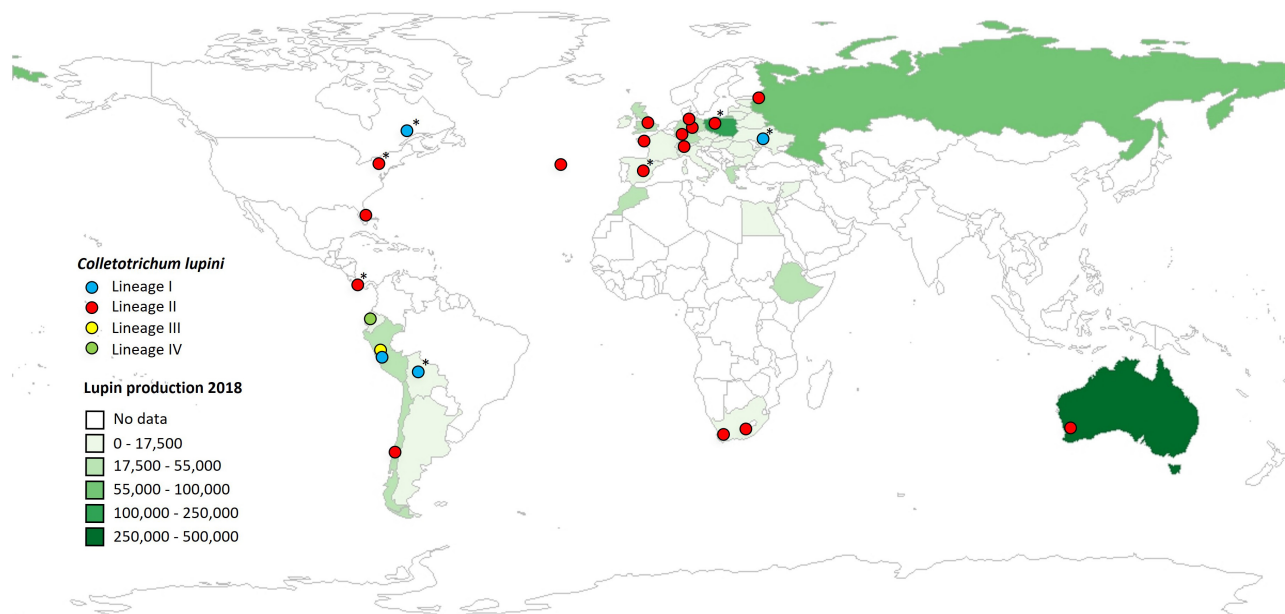 *
*
*
*
*
*
*
Colletotrichum lupini
Lineage I
Lineage II
Lineage III
Lineage IV
Lupin production 2018
No data
0 - 17,500
17,500 - 55,000
55,000 - 100,000
100,000 - 250,000
250,000 - 500,000